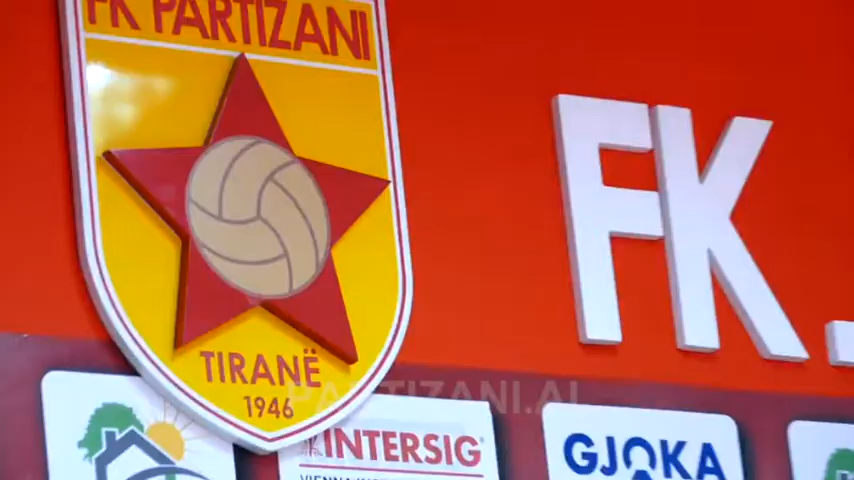 FK PARTIZANI
TIRANË
1946
FK
PARTIZANI.AL
INTERSIG
GJOKA